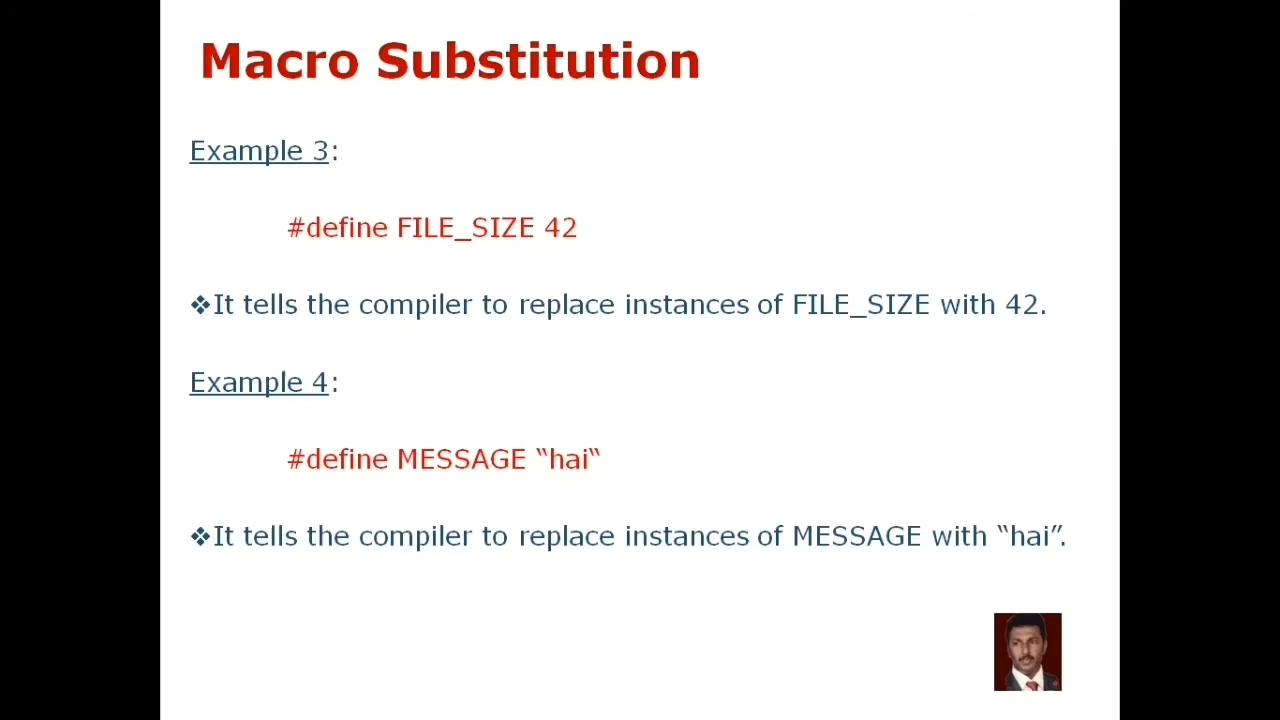 Macro Substitution
Example 3:
#define FILE_SIZE 42
❖It tells the compiler to replace instances of FILE_SIZE with 42.
Example 4:
#define MESSAGE “hai“
❖It tells the compiler to replace instances of MESSAGE with “hai”.